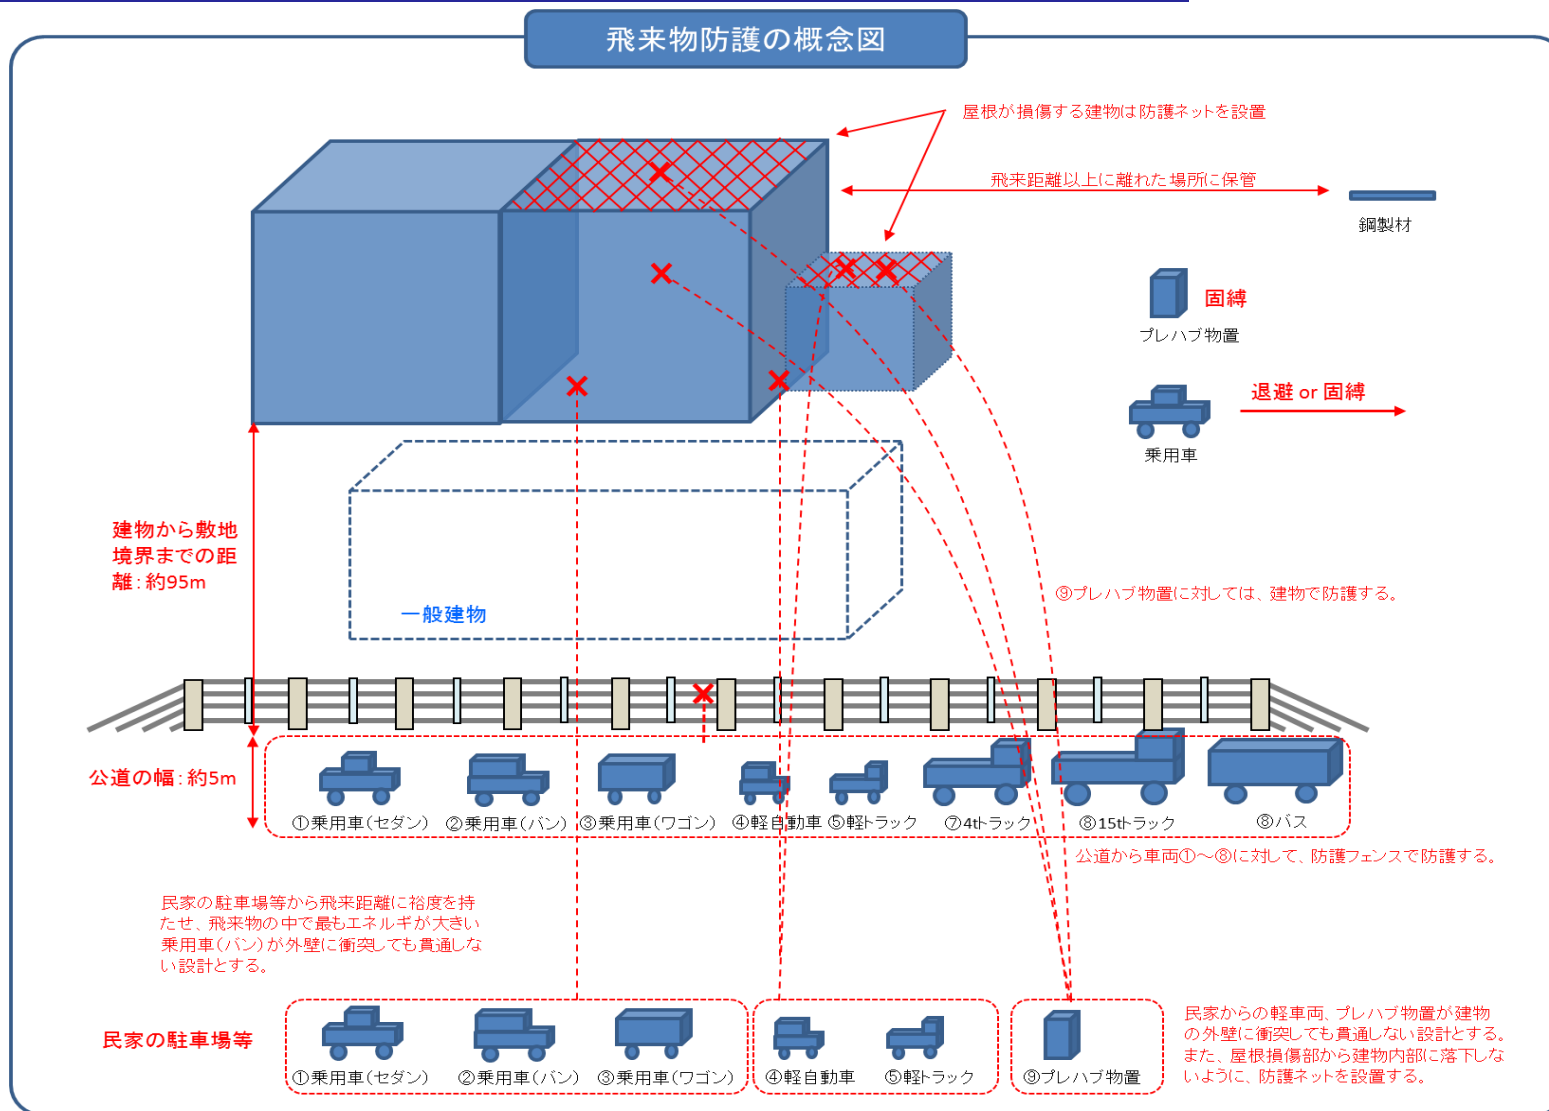 飛来物防護の概念図
屋根が損傷する建物は防護ネットを設置
飛来距離以上に離れた場所に保管
鋼製材
固縛
プレハブ物置
退避 or 固縛
乗用車
建物から敷地
境界までの距
離：約95m
一般建物
⑨プレハブ物置に対しては、建物で防護する。
公道の幅：約5m
①乗用車（セダン）
②乗用車（バン）
③乗用車（ワゴン）
④軽自動車
⑤軽トラック
⑦4tトラック
⑧15tトラック
⑧バス
公道から車両①～⑧に対して、防護フェンスで防護する。
民家の駐車場等から飛来距離に裕度を持
たせ、飛来物の中で最もエネルギが大きい
乗用車（バン）が外壁に衝突しても貫通しな
い設計とする。
民家の駐車場等
①乗用車（セダン）
②乗用車（バン）
③乗用車（ワゴン）
④軽自動車
⑤軽トラック
⑨プレハブ物置
民家からの軽車両、プレハブ物置が建物
の外壁に衝突しても貫通しない設計とする。
また、屋根損傷部から建物内部に落下しな
いように、防護ネットを設置する。